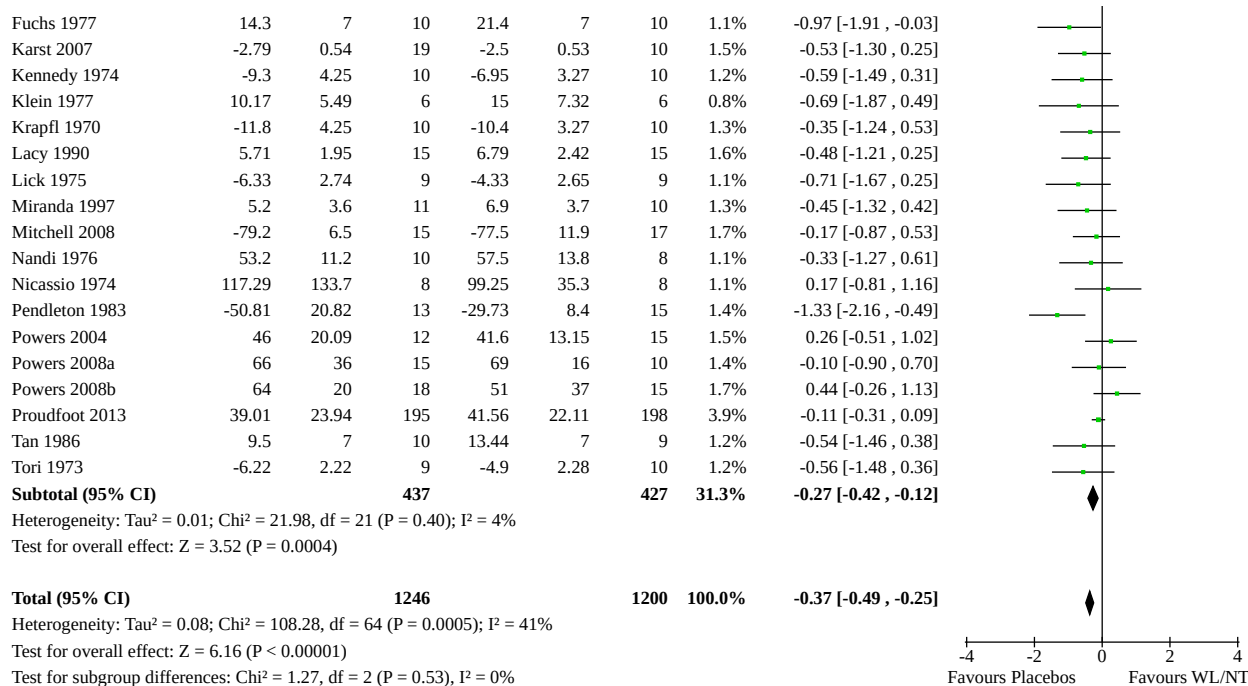 Fuchs 1977 14.3 7 10 21.4 7 10 1.1% -0.97 [-1.91 , -0.03]
Karst 2007 -2.79 0.54 19 -2.5 0.53 10 1.5% -0.53 [-1.30 , 0.25]
Kennedy 1974 -9.3 4.25 10 -6.95 3.27 10 1.2% -0.59 [-1.49 , 0.31]
Klein 1977 10.17 5.49 6 15 7.32 6 0.8% -0.69 [-1.87 , 0.49]
Krapfl 1970 -11.8 4.25 10 -10.4 3.27 10 1.3% -0.35 [-1.24 , 0.53]
Lacy 1990 5.71 1.95 15 6.79 2.42 15 1.6% -0.48 [-1.21 , 0.25]
Lick 1975 -6.33 2.74 9 -4.33 2.65 9 1.1% -0.71 [-1.67 , 0.25]
Miranda 1997 5.2 3.6 11 6.9 3.7 10 1.3% -0.45 [-1.32 , 0.42]
Mitchell 2008 -79.2 6.5 15 -77.5 11.9 17 1.7% -0.17 [-0.87 , 0.53]
Nandi 1976 53.2 11.2 10 57.5 13.8 8 1.1% -0.33 [-1.27 , 0.61]
Nicassio 1974 117.29 133.7 8 99.25 35.3 8 1.1% 0.17 [-0.81 , 1.16]
Pendleton 1983 -50.81 20.82 13 -29.73 8.4 15 1.4% -1.33 [-2.16 , -0.49]
Powers 2004 46 20.09 12 41.6 13.15 15 1.5% 0.26 [-0.51 , 1.02]
Powers 2008a 66 36 15 69 16 10 1.4% -0.10 [-0.90 , 0.70]
Powers 2008b 64 20 18 51 37 15 1.7% 0.44 [-0.26 , 1.13]
Proudfoot 2013 39.01 23.94 195 41.56 22.11 198 3.9% -0.11 [-0.31 , 0.09]
Tan 1986 9.5 7 10 13.44 7 9 1.2% -0.54 [-1.46 , 0.38]
Tori 1973 -6.22 2.22 9 -4.9 2.28 10 1.2% -0.56 [-1.48 , 0.36]
Subtotal (95% CI) 437 427 31.3% -0.27 [-0.42 , -0.12]
Heterogeneity: Tau² = 0.01; Chi² = 21.98, df = 21 (P = 0.40); I² = 4%
Test for overall effect: Z = 3.52 (P = 0.0004)
Total (95% CI) 1246 1200 100.0% -0.37 [-0.49 , -0.25]
Heterogeneity: Tau² = 0.08; Chi² = 108.28, df = 64 (P = 0.0005); I² = 41%
Test for overall effect: Z = 6.16 (P < 0.00001)
Test for subgroup differences: Chi² = 1.27, df = 2 (P = 0.53), I² = 0%
-4 -2 0 2 4
Favours Placebos Favours WL/NT